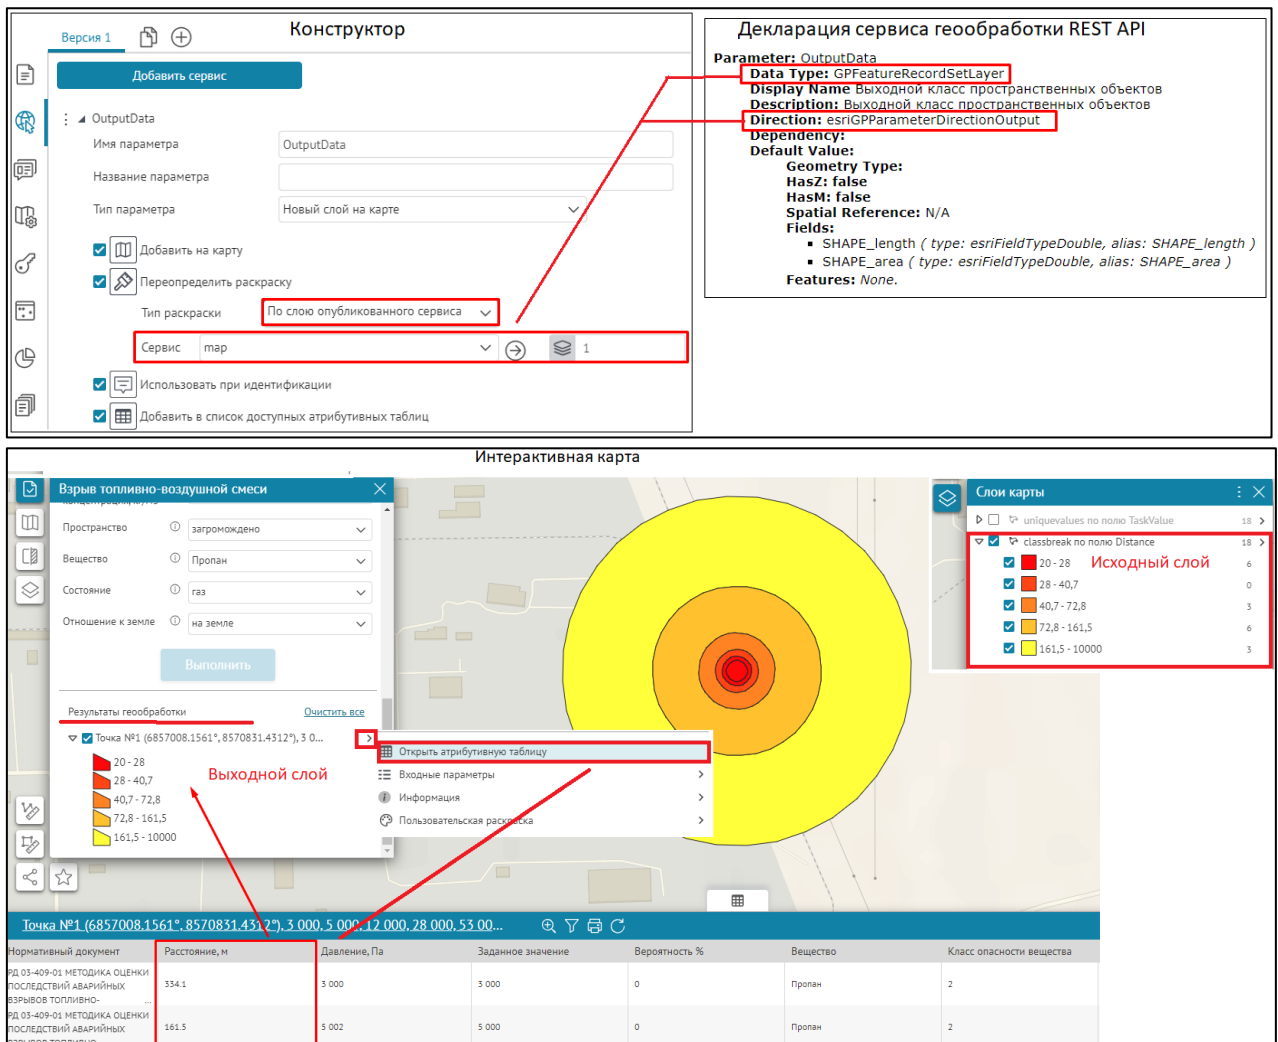 Конструктор
Версия 1
Добавить сервис
OutputData
Имя параметра
OutputData
Название параметра
Тип параметра
Новый слой на карте
Добавить на карту
Переопределить раскраску
Тип раскраски
По слою опубликованного сервиса
Сервис
map
1
Использовать при идентификации
Добавить в список доступных атрибутивных таблиц
Декларация сервиса геообработки REST API
Parameter: OutputData
Data Type: GPFeatureRecordSetLayer
Display Name Выходной класс пространственных объектов
Description: Выходной класс пространственных объектов
Direction: esriGPParameterDirectionOutput
Dependency:
Default Value:
Geometry Type:
HasZ: false
HasM: false
Spatial Reference: N/A
Fields:
SHAPE_length ( type: esriFieldTypeDouble, alias: SHAPE_length )
SHAPE_area ( type: esriFieldTypeDouble, alias: SHAPE_area )
Features: None.
Интерактивная карта
Взрыв топливно-воздушной смеси
Пространство
загромождено
Вещество
Пропан
Состояние
газ
Отношение к земле
на земле
Выполнить
Результаты геообработки
Очистить все
Точка №1 (6857008.1561°, 8570831.4312°), 3 0...
20 - 28
28 - 40,7
40,7 - 72,8
72,8 - 161,5
161,5 - 10000
Выходной слой
Открыть атрибутивную таблицу
Входные параметры
Информация
Пользовательская раскраска
Слои карты
uniquevalues по полю TaskValue 18
classbreak по полю Distance 18
20 - 28 6
Исходный слой
28 - 40,7 0
40,7 - 72,8 3
72,8 - 161,5 6
161,5 - 10000 3
Точка №1 (6857008.1561°, 8570831.4312°), 3 000, 5 000, 12 000, 28 000, 53 00...
Нормативный документ Расстояние, м Давление, Па Заданное значение Вероятность % Вещество Класс опасности вещества
РД 03-409-01 МЕТОДИКА ОЦЕНКИ
ПОСЛЕДСТВИЙ АВАРИЙНЫХ
ВЗРЫВОВ ТОПЛИВНО- ...
334.1 3 000 3 000 0 Пропан 2
РД 03-409-01 МЕТОДИКА ОЦЕНКИ
ПОСЛЕДСТВИЙ АВАРИЙНЫХ
161.5 5 002 5 000 0 Пропан 2